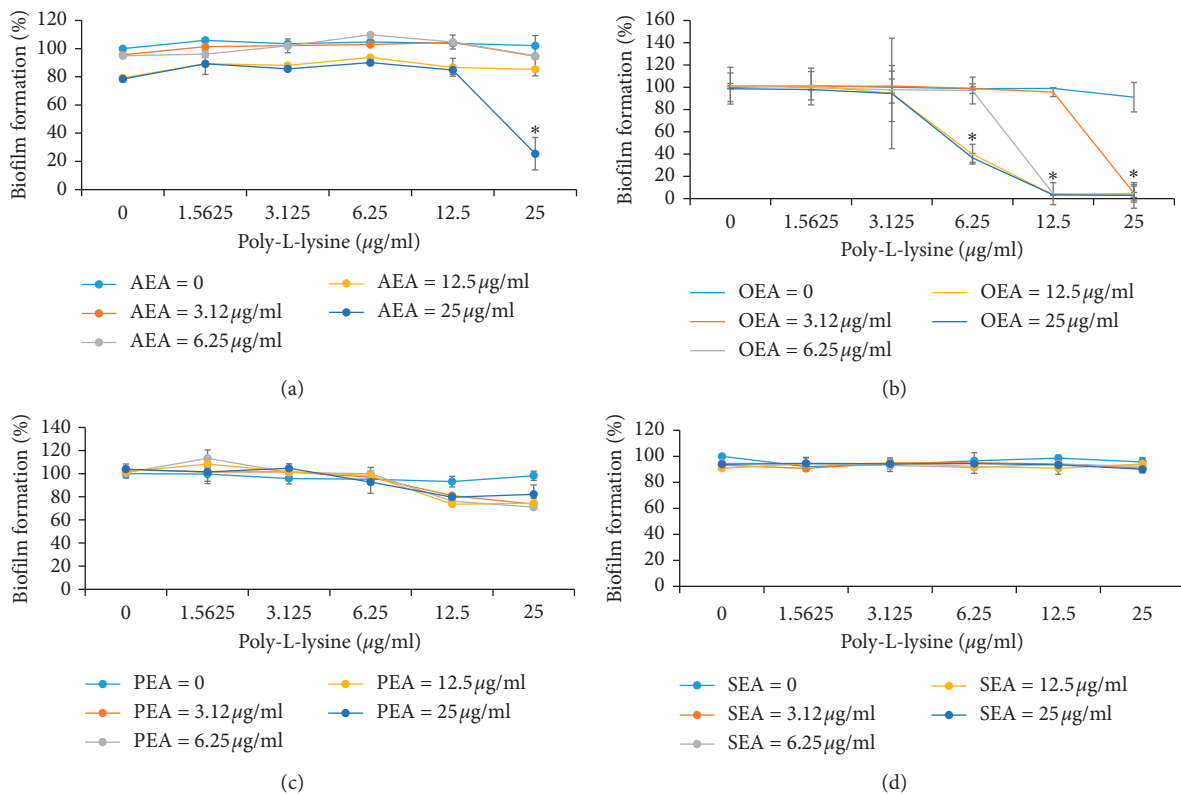 Biofilm formation (%)
120
100
80
60
40
20
0
*
0 1.5625 3.125 6.25 12.5 25
Poly-L-lysine (µg/ml)
AEA = 0 AEA = 12.5 µg/ml
AEA = 3.12 µg/ml AEA = 25 µg/ml
AEA = 6.25 µg/ml
(a)
Biofilm formation (%)
160
140
120
100
80
60
40
20
0
* * *
0 1.5625 3.125 6.25 12.5 25
Poly-L-lysine (µg/ml)
OEA = 0 OEA = 12.5 µg/ml
OEA = 3.12 µg/ml OEA = 25 µg/ml
OEA = 6.25 µg/ml
(b)
Biofilm formation (%)
140
120
100
80
60
40
20
0
0 1.5625 3.125 6.25 12.5 25
Poly-L-lysine (µg/ml)
PEA = 0 PEA = 12.5 µg/ml
PEA = 3.12 µg/ml PEA = 25 µg/ml
PEA = 6.25 µg/ml
(c)
Biofilm formation (%)
120
100
80
60
40
20
0
0 1.5625 3.125 6.25 12.5 25
Poly-L-lysine (µg/ml)
SEA = 0 SEA = 12.5 µg/ml
SEA = 3.12 µg/ml SEA = 25 µg/ml
SEA = 6.25 µg/ml
(d)